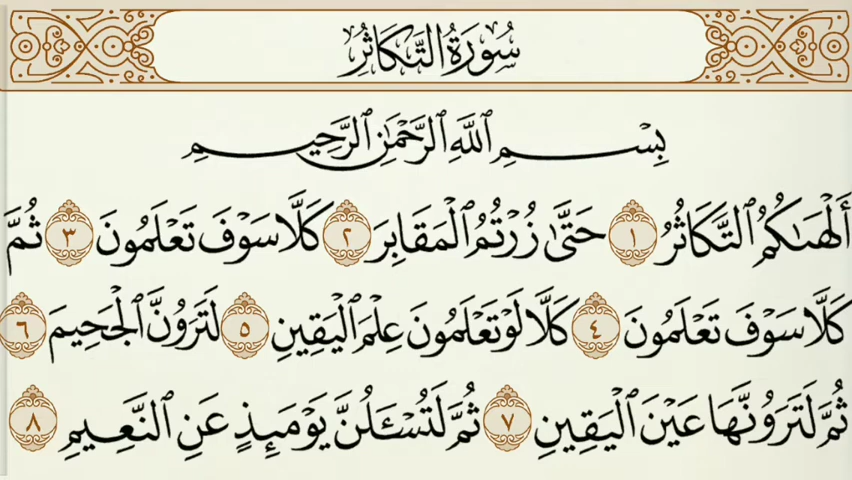 سُورَةُ التَّكَاثُرِ
بِسْمِ ٱللَّهِ ٱلرَّحْمَٰنِ ٱلرَّحِيمِ
أَلْهَىٰكُمُ ٱلتَّكَاثُرُ ١ حَتَّىٰ زُرْتُمُ ٱلْمَقَابِرَ ٢ كَلَّا سَوْفَ تَعْلَمُونَ ٣ ثُمَّ
كَلَّا سَوْفَ تَعْلَمُونَ ٤ كَلَّا لَوْ تَعْلَمُونَ عِلْمَ ٱلْيَقِينِ ٥ لَتَرَوُنَّ ٱلْجَحِيمَ ٦
ثُمَّ لَتَرَوُنَّهَا عَيْنَ ٱلْيَقِينِ ٧ ثُمَّ لَتُسْـَٔلُنَّ يَوْمَئِذٍ عَنِ ٱلنَّعِيمِ ٨